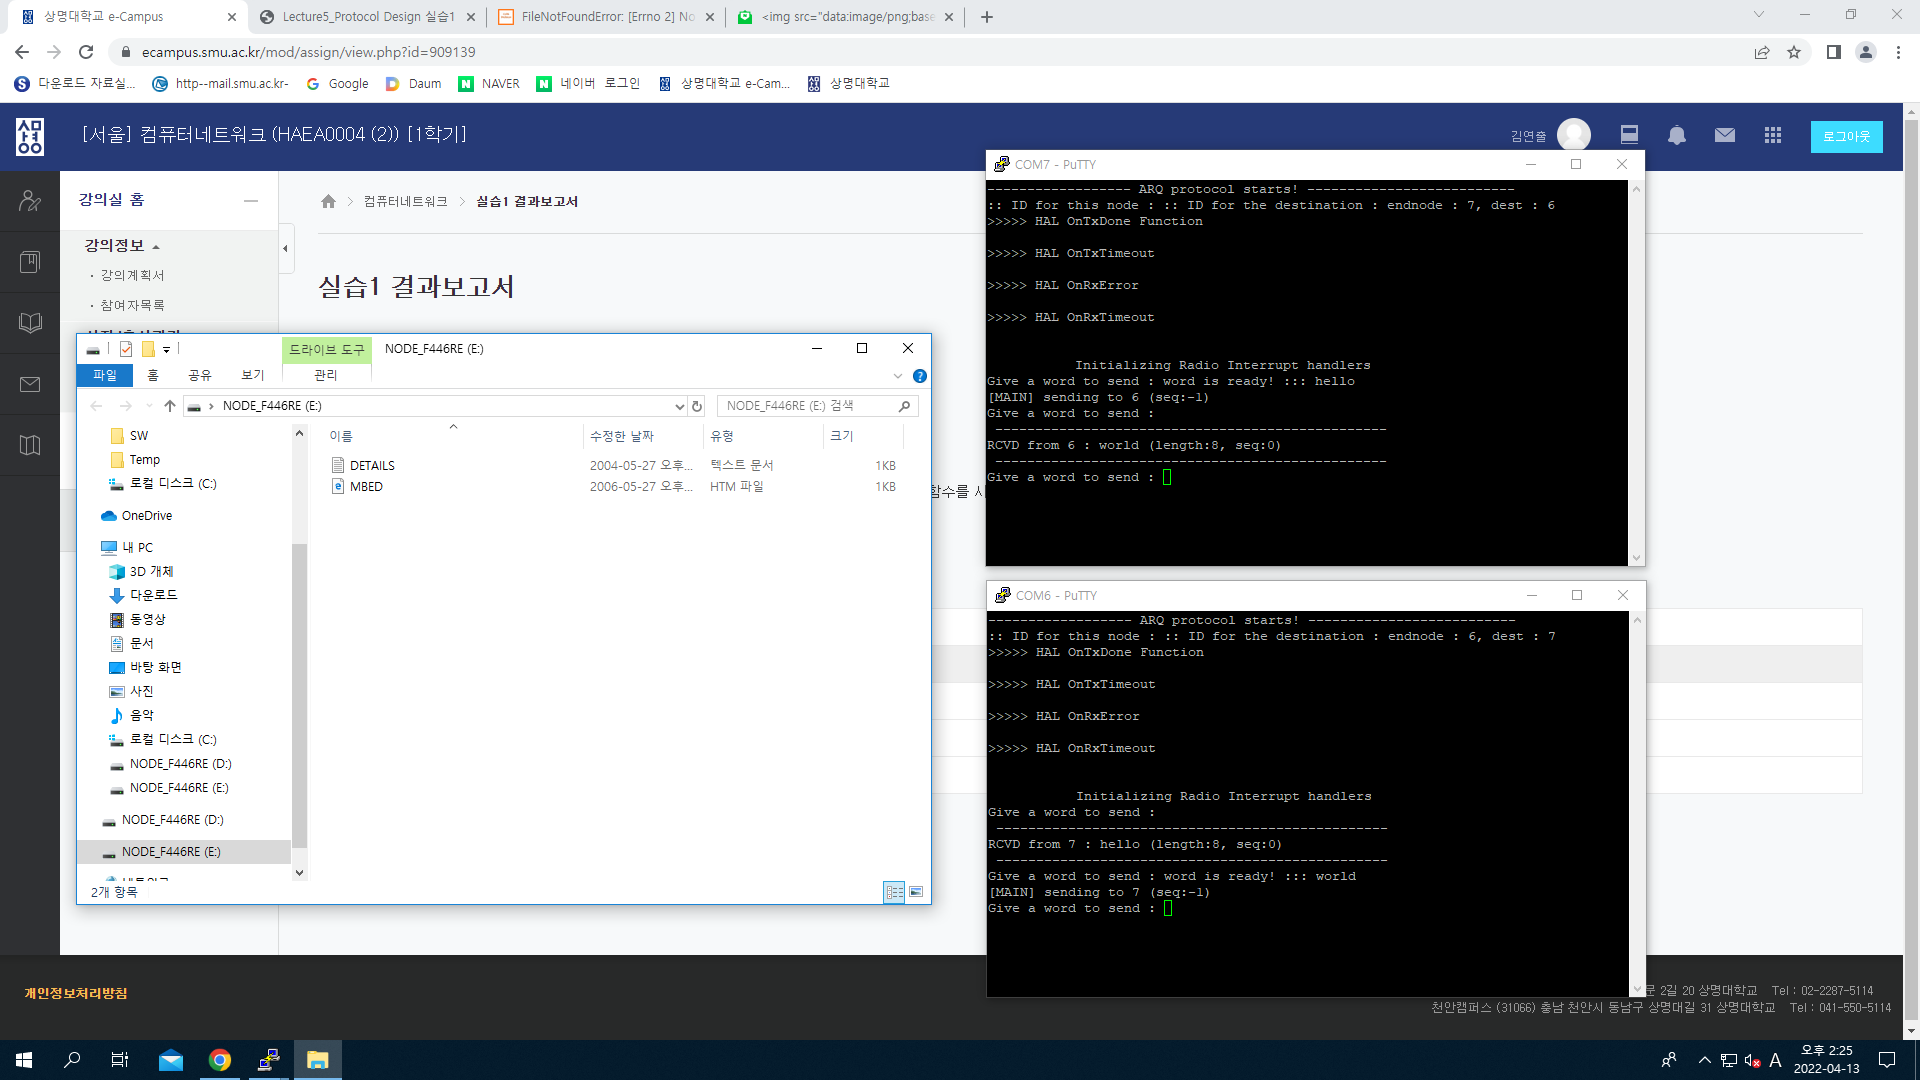 상명대학교 e-Campus
Lecture5_Protocol Design 실습1
FileNotFoundError: [Errno 2] No
<img src="data:image/png;base
ecampus.smu.ac.kr/mod/assign/view.php?id=909139
다운로드 자료실...
http--mail.smu.ac.kr-
Google
Daum
NAVER
네이버 로그인
상명대학교 e-Cam...
상명대학교
[서울] 컴퓨터네트워크 (HAEA0004 (2)) [1학기]
김연출
로그아웃
강의실 홈
강의정보
· 강의계획서
· 참여자목록
컴퓨터네트워크
실습1 결과보고서
실습1 결과보고서
드라이브 도구
NODE_F446RE (E:)
파일
홈
공유
보기
관리
NODE_F446RE (E:)
NODE_F446RE (E:) 검색
SW
Temp
로컬 디스크 (C:)
OneDrive
내 PC
3D 개체
다운로드
동영상
문서
바탕 화면
사진
음악
로컬 디스크 (C:)
NODE_F446RE (D:)
NODE_F446RE (E:)
NODE_F446RE (D:)
NODE_F446RE (E:)
이름
수정한 날짜
유형
크기
DETAILS
2004-05-27 오후...
텍스트 문서
1KB
MBED
2006-05-27 오후...
HTM 파일
1KB
2개 항목
함수를 시
COM7 - PuTTY
------------------ ARQ protocol starts! --------------------------
:: ID for this node : :: ID for the destination : endnode : 7, dest : 6
>>>>> HAL OnTxDone Function
>>>>> HAL OnTxTimeout
>>>>> HAL OnRxError
>>>>> HAL OnRxTimeout
Initializing Radio Interrupt handlers
Give a word to send : word is ready! ::: hello
[MAIN] sending to 6 (seq:-1)
Give a word to send :
-------------------------------------------------
RCVD from 6 : world (length:8, seq:0)
-------------------------------------------------
Give a word to send :
COM6 - PuTTY
------------------ ARQ protocol starts! --------------------------
:: ID for this node : :: ID for the destination : endnode : 6, dest : 7
>>>>> HAL OnTxDone Function
>>>>> HAL OnTxTimeout
>>>>> HAL OnRxError
>>>>> HAL OnRxTimeout
Initializing Radio Interrupt handlers
Give a word to send :
-------------------------------------------------
RCVD from 7 : hello (length:8, seq:0)
-------------------------------------------------
Give a word to send : word is ready! ::: world
[MAIN] sending to 7 (seq:-1)
Give a word to send :
개인정보처리방침
문 2길 20 상명대학교 Tel : 02-2287-5114
천안캠퍼스 (31066) 충남 천안시 동남구 상명대길 31 상명대학교 Tel : 041-550-5114
A
오후 2:25
2022-04-13